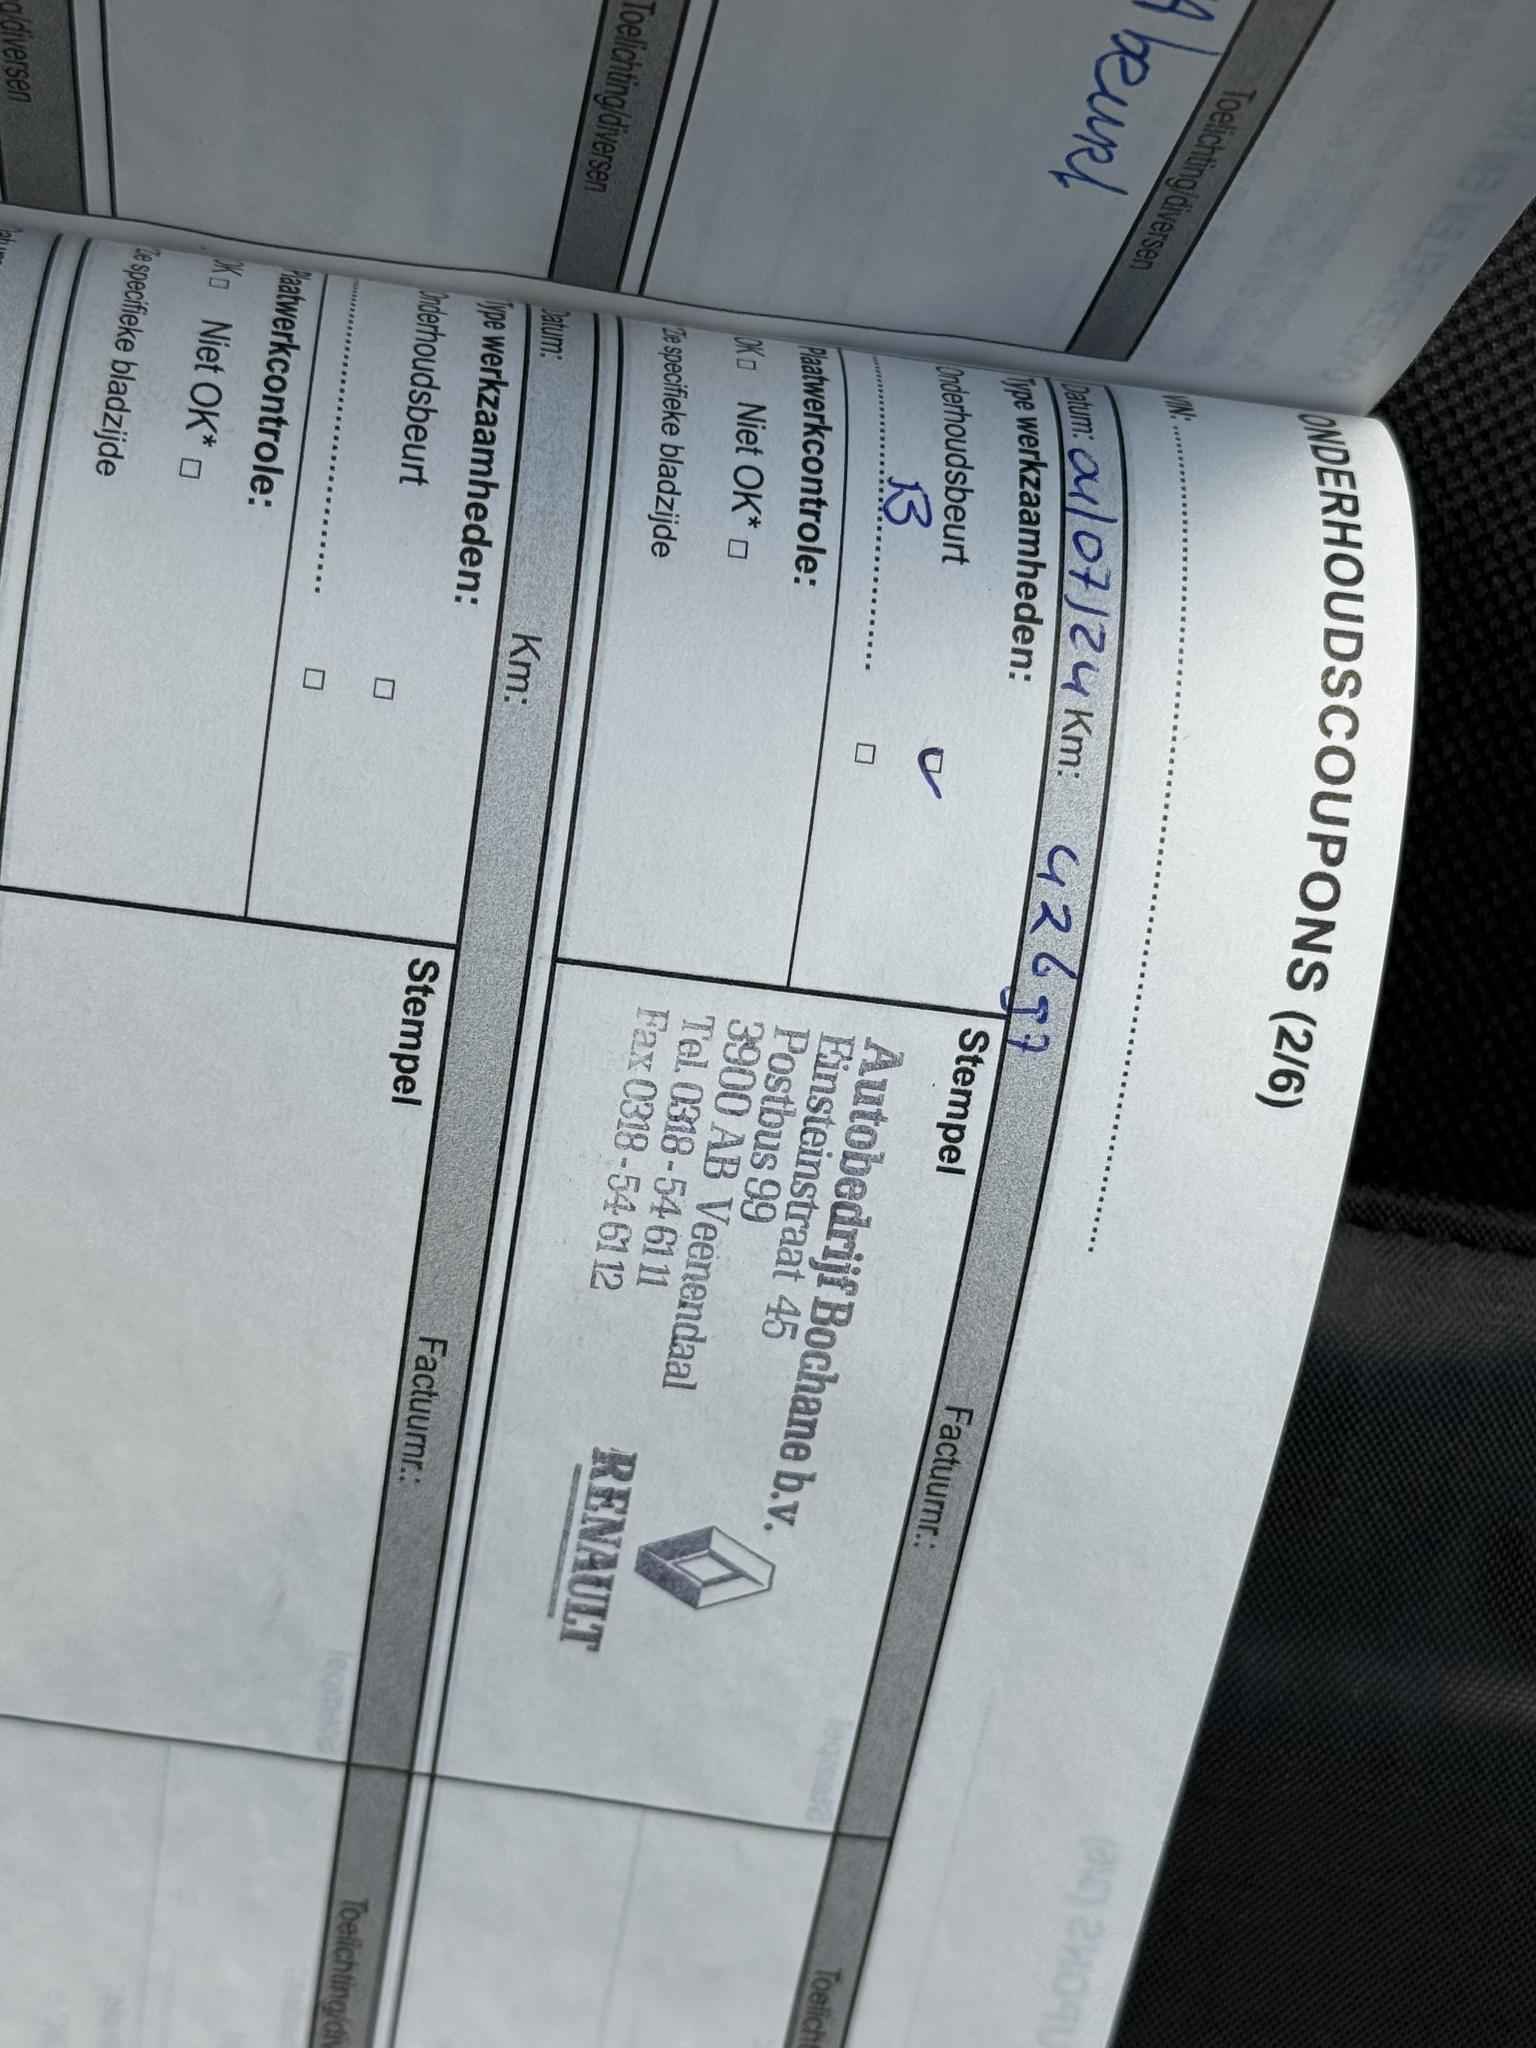 A beurt
Toelichting/diversen
Toelichting/diversen
ONDERHOUDSCOUPONS (2/6)
VIN:
Datum: 01/07/24 Km: 42697
Factuurnr.:
Type werkzaamheden:
Stempel
Onderhoudsbeurt
B
Plaatwerkcontrole:
OK □ Niet OK* □
*Zie specifieke bladzijde
Autobedrijf Bochane b.v.
Einsteinstraat 45
Postbus 99
3900 AB Veenendaal
Tel. 0318 - 54 61 11
Fax 0318 - 54 61 12
RENAULT
Datum: Km:
Factuurnr.:
Type werkzaamheden:
Stempel
Onderhoudsbeurt
Plaatwerkcontrole:
OK □ Niet OK* □
*Zie specifieke bladzijde